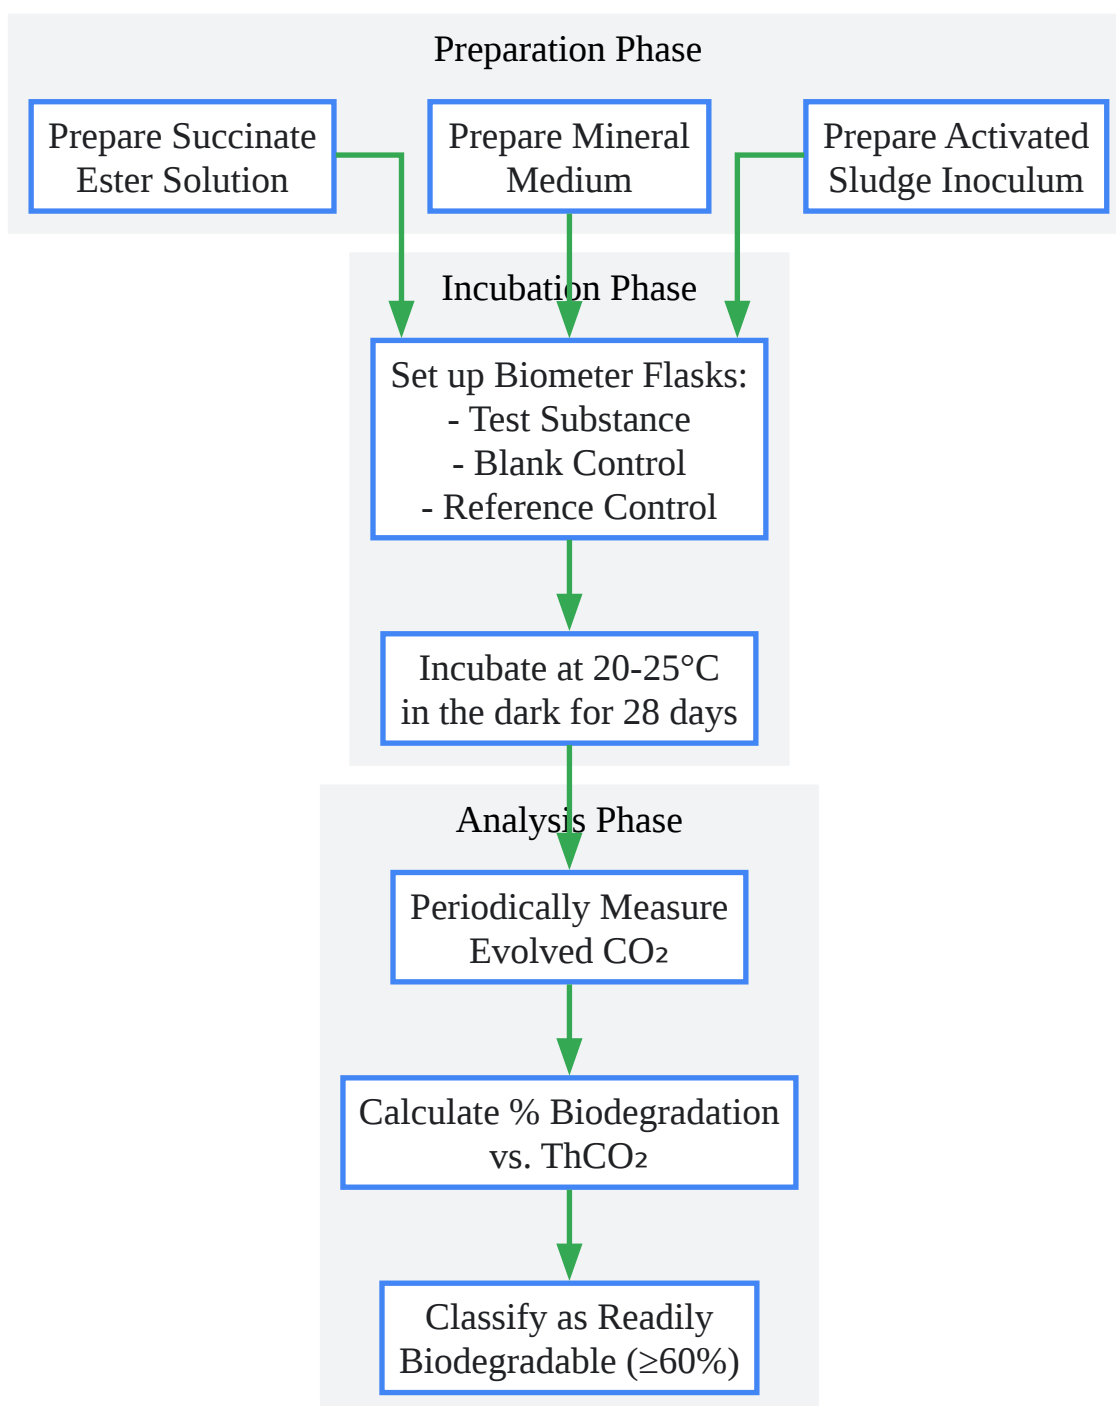 Preparation Phase
Prepare Succinate
Ester Solution
Prepare Mineral
Medium
Prepare Activated
Sludge Inoculum
Incubation Phase
Set up Biometer Flasks:
- Test Substance
- Blank Control
- Reference Control
Incubate at 20-25°C
in the dark for 28 days
Analysis Phase
Periodically Measure
Evolved CO₂
Calculate % Biodegradation
vs. ThCO₂
Classify as Readily
Biodegradable (≥60%)